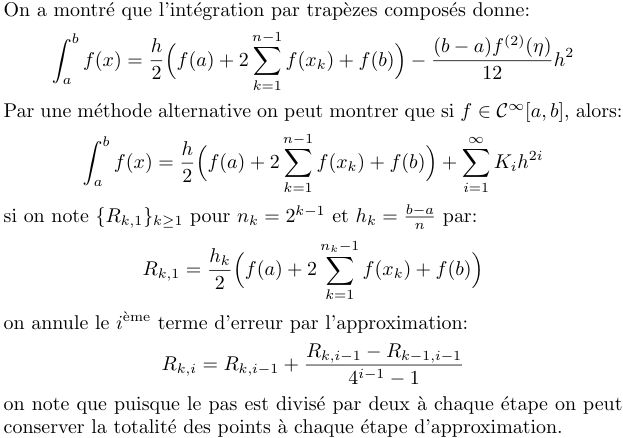 On a montré que l'intégration par trapèzes composés donne:
$$\int_a^b f(x) = \frac{h}{2}\Big(f(a) + 2\sum_{k=1}^{n-1} f(x_k) + f(b)\Big) - \frac{(b-a)f^{(2)}(\eta)}{12}h^2$$
Par une méthode alternative on peut montrer que si $f \in \mathcal{C}^\infty[a,b]$, alors:
$$\int_a^b f(x) = \frac{h}{2}\Big(f(a) + 2\sum_{k=1}^{n-1} f(x_k) + f(b)\Big) + \sum_{i=1}^{\infty} K_i h^{2i}$$
si on note $\{R_{k,1}\}_{k\geq 1}$ pour $n_k = 2^{k-1}$ et $h_k = \frac{b-a}{n}$ par:
$$R_{k,1} = \frac{h_k}{2}\Big(f(a) + 2\sum_{k=1}^{n_k-1} f(x_k) + f(b)\Big)$$
on annule le $i^{\text{ème}}$ terme d'erreur par l'approximation:
$$R_{k,i} = R_{k,i-1} + \frac{R_{k,i-1} - R_{k-1,i-1}}{4^{i-1} - 1}$$
on note que puisque le pas est divisé par deux à chaque étape on peut
conserver la totalité des points à chaque étape d'approximation.